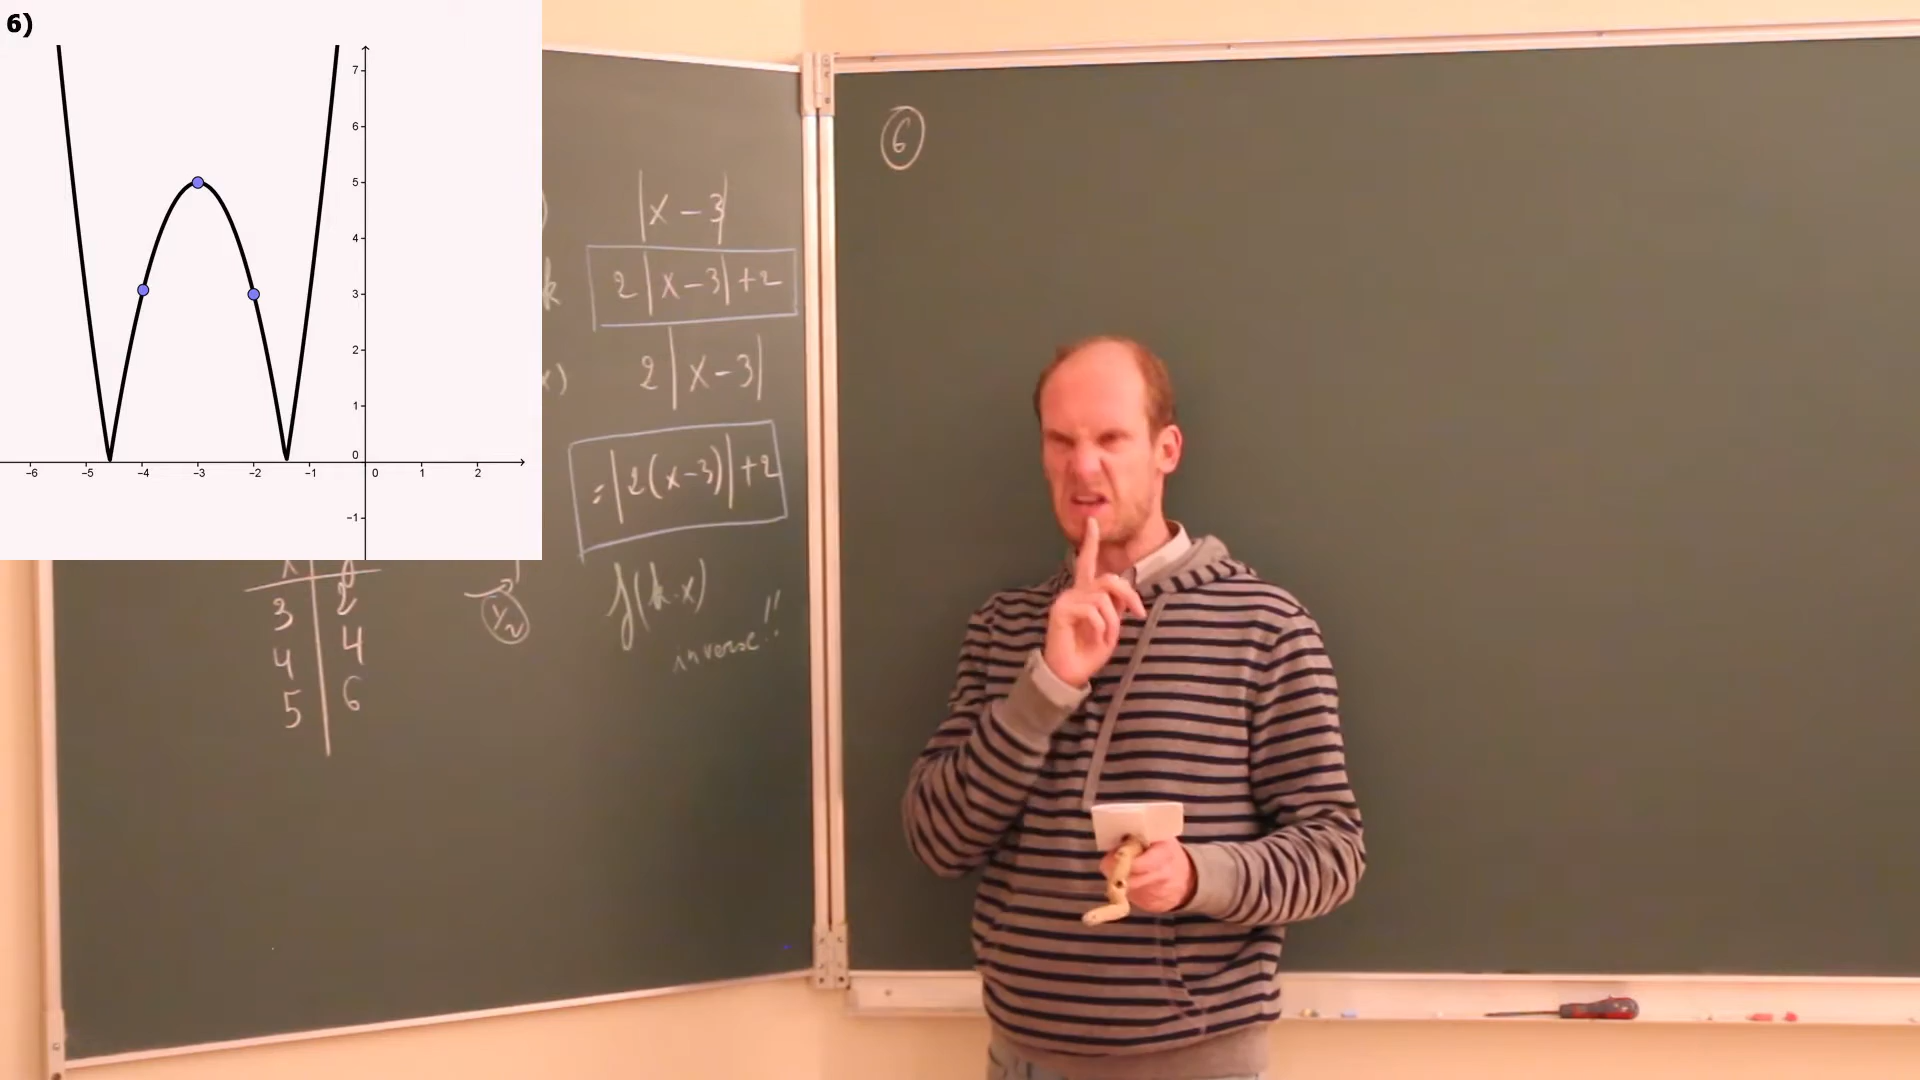 6)
7
6
5
4
3
2
1
0
−6 −5 −4 −3 −2 −1 0 1 2
−1
6
|x − 3|
k 2|x−3|+2
x) 2|x−3|
=|2(x−3)|+2
x y
3 2
4 4
5 6
1/2
f(k·x)
inverse!!